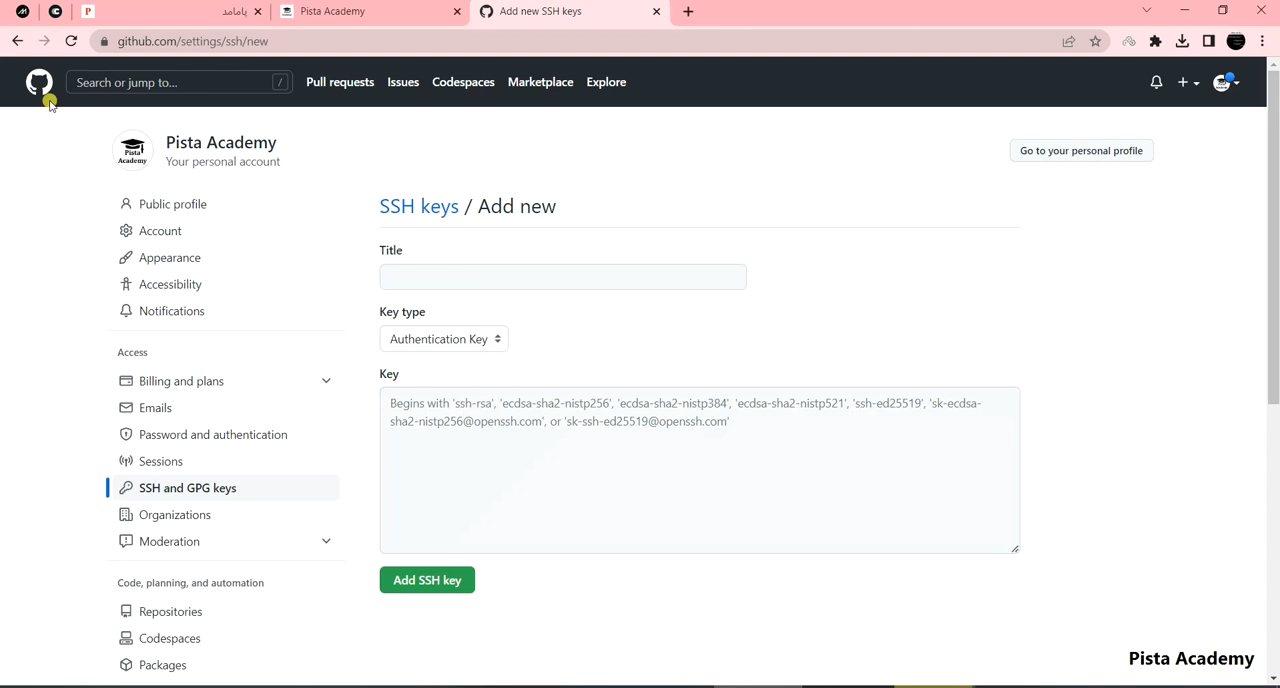 پامامد
Pista Academy
Add new SSH keys
github.com/settings/ssh/new
Search or jump to...
/
Pull requests
Issues
Codespaces
Marketplace
Explore
Pista Academy
Your personal account
Go to your personal profile
Public profile
Account
Appearance
Accessibility
Notifications
Access
Billing and plans
Emails
Password and authentication
Sessions
SSH and GPG keys
Organizations
Moderation
Code, planning, and automation
Repositories
Codespaces
Packages
SSH keys / Add new
Title
Key type
Authentication Key
Key
Begins with 'ssh-rsa', 'ecdsa-sha2-nistp256', 'ecdsa-sha2-nistp384', 'ecdsa-sha2-nistp521', 'ssh-ed25519', 'sk-ecdsa-
sha2-nistp256@openssh.com', or 'sk-ssh-ed25519@openssh.com'
Add SSH key
Pista Academy